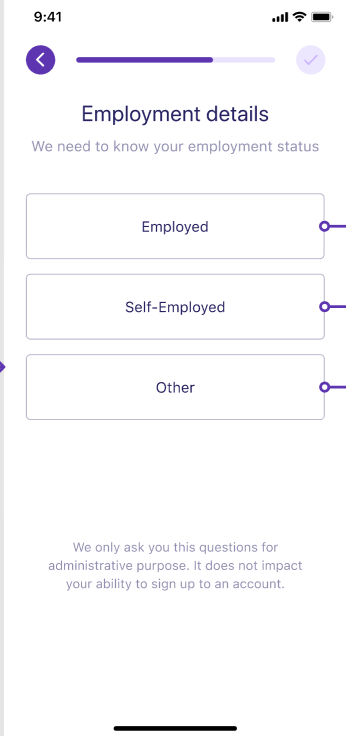 9:41
Employment details
We need to know your employment status
Employed
Self-Employed
Other
We only ask you this questions for
administrative purpose. It does not impact
your ability to sign up to an account.